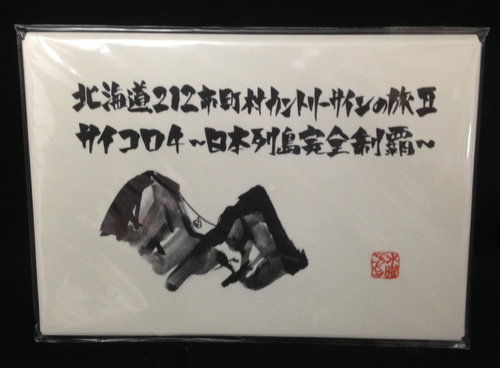 北海道212市町村カントリーサインの旅Ⅱ
サイコロ4~日本列島完全制覇~